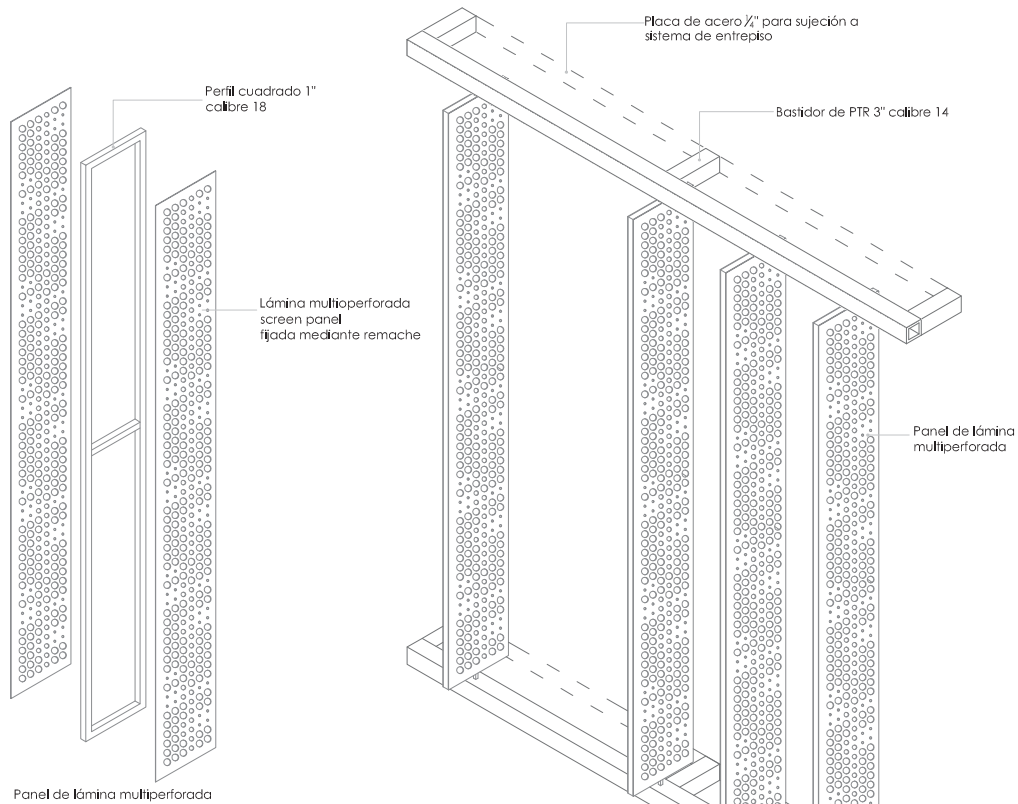 Placa de acero ¼" para sujeción a
sistema de entrepiso
Perfil cuadrado 1"
calibre 18
Bastidor de PTR 3" calibre 14
Lámina multioperforada
screen panel
fijada mediante remache
Panel de lámina
multiperforada
Panel de lámina multiperforada